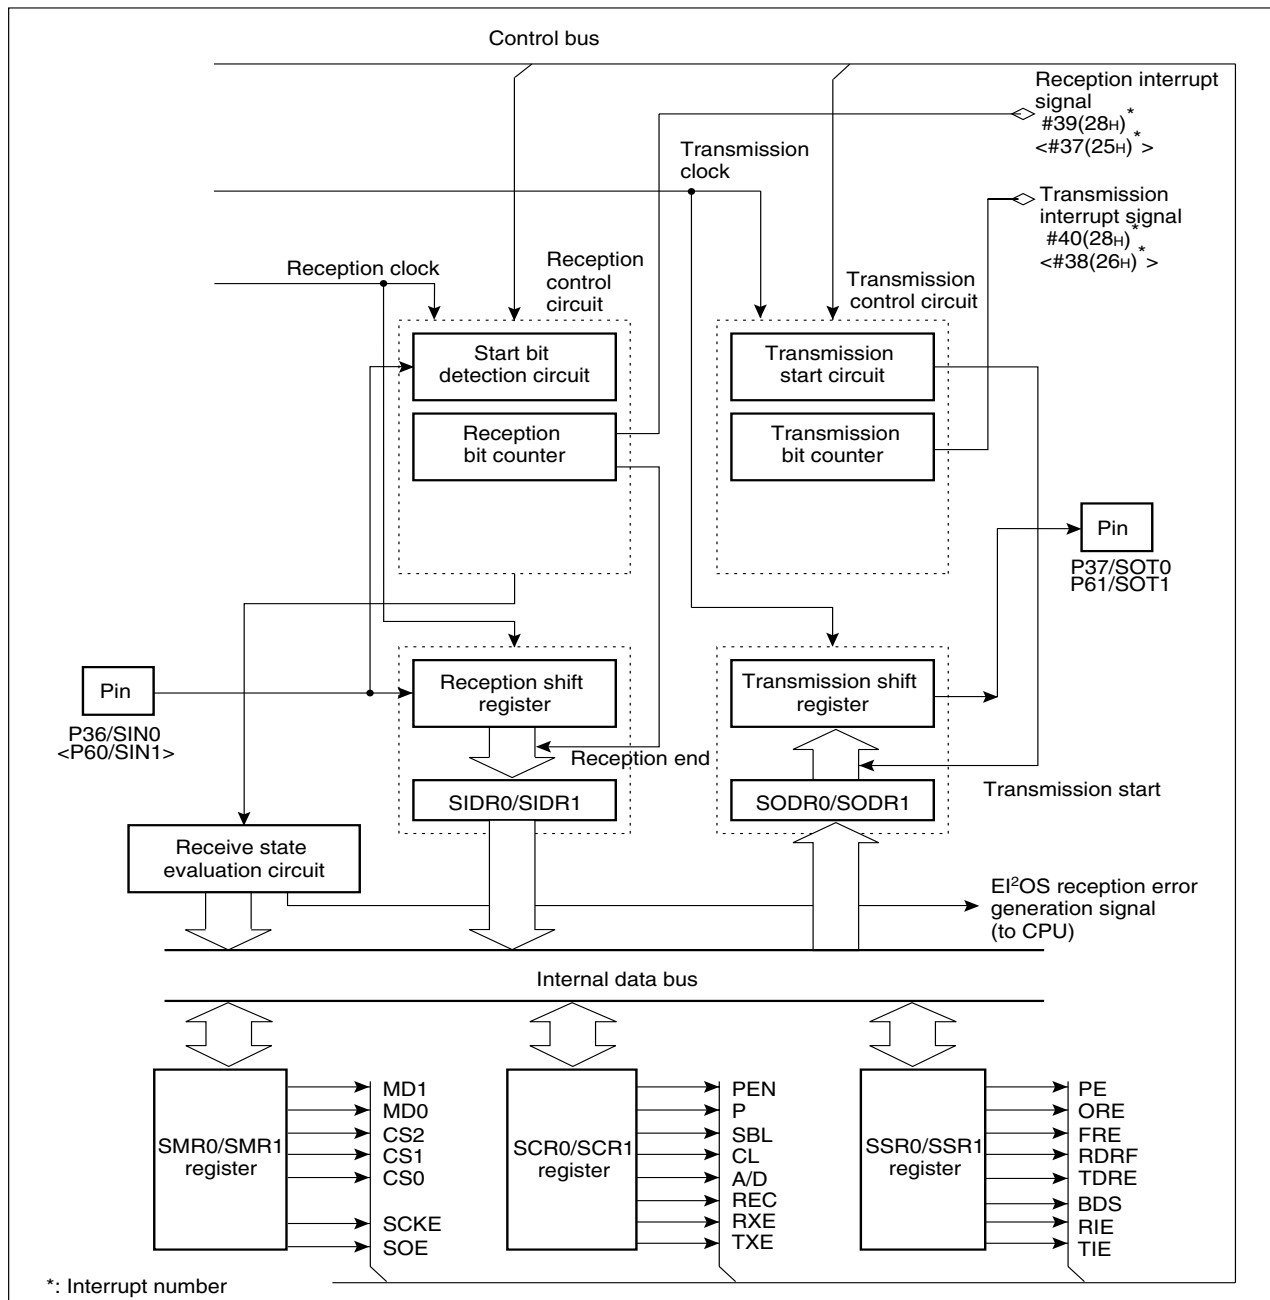 Control bus
Reception interrupt
signal
#39(28H)*
<#37(25H)*>
Transmission
clock
Transmission
interrupt signal
#40(28H)*
<#38(26H)*>
Reception clock
Reception
control
circuit
Transmission
control circuit
Start bit
detection circuit
Transmission
start circuit
Reception
bit counter
Transmission
bit counter
Pin
P37/SOT0
P61/SOT1
Pin
P36/SIN0
<P60/SIN1>
Reception shift
register
Transmission shift
register
Reception end
Transmission start
SIDR0/SIDR1
SODR0/SODR1
Receive state
evaluation circuit
EI²OS reception error
generation signal
(to CPU)
Internal data bus
SMR0/SMR1
register
MD1
MD0
CS2
CS1
CS0
SCKE
SOE
SCR0/SCR1
register
PEN
P
SBL
CL
A/D
REC
RXE
TXE
SSR0/SSR1
register
PE
ORE
FRE
RDRF
TDRE
BDS
RIE
TIE
*: Interrupt number